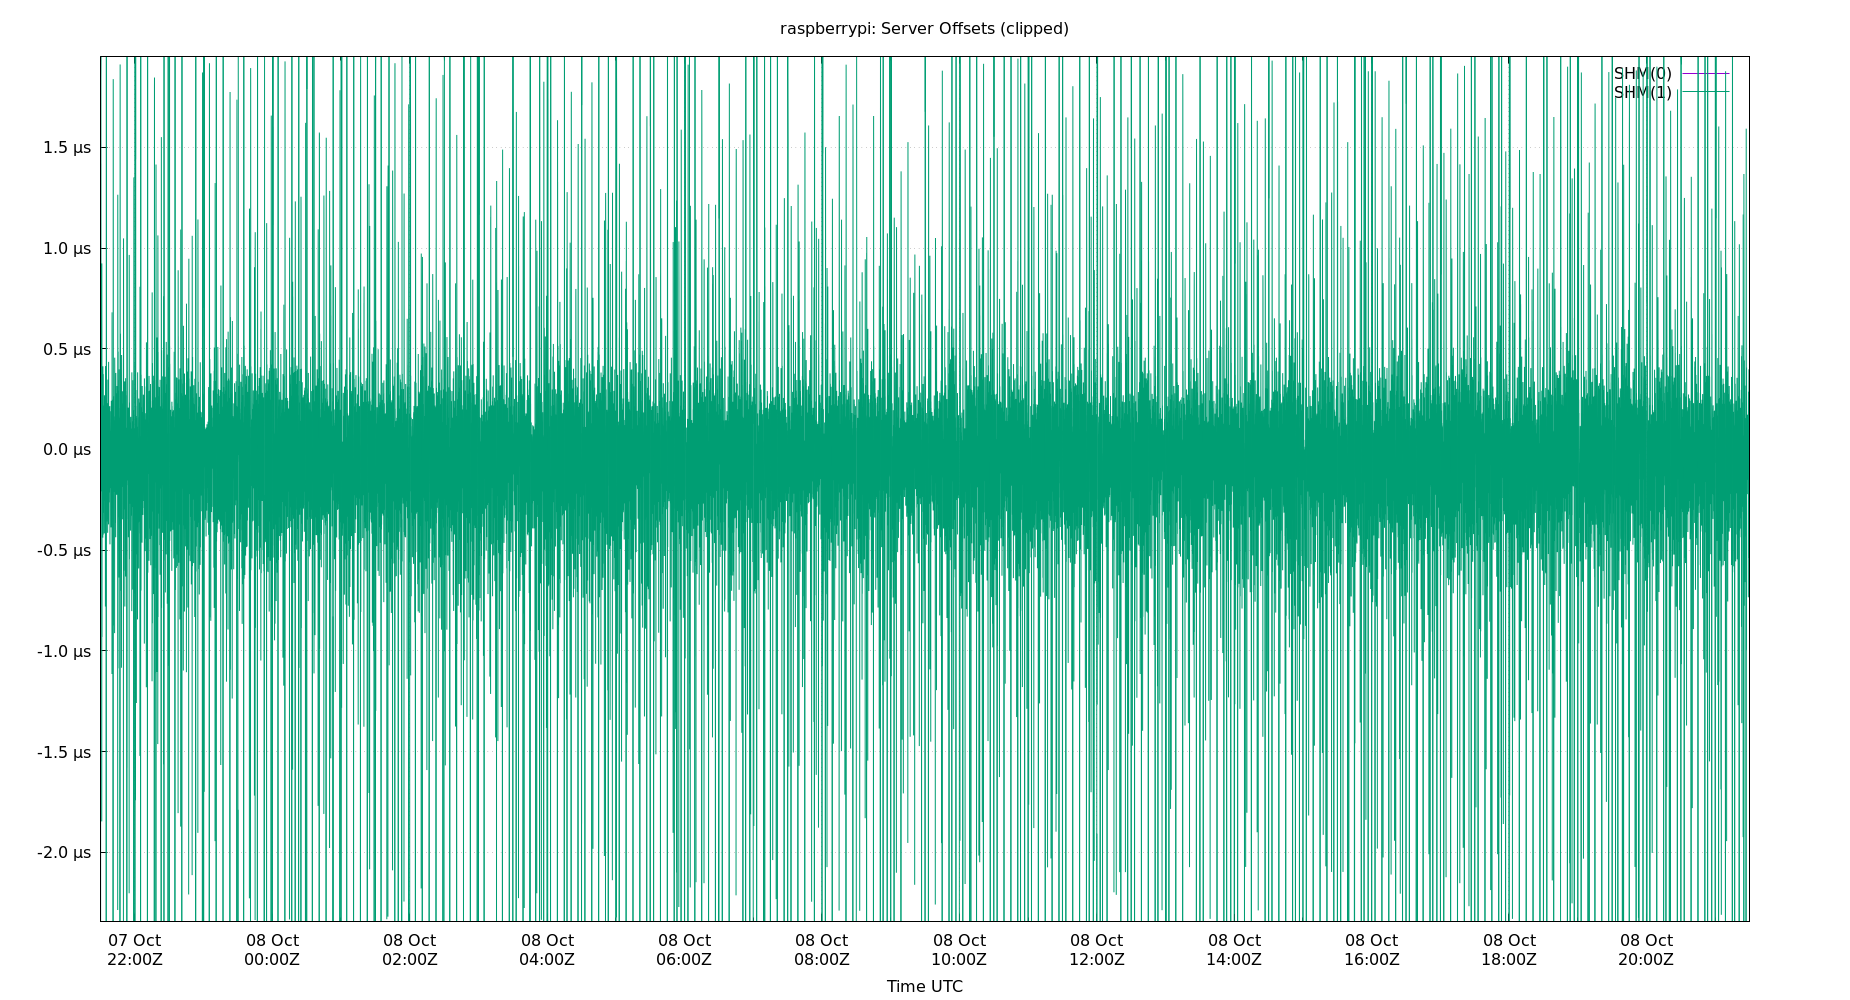 raspberrypi: Server Offsets (clipped)
SHM(0)
SHM(1)
1.5 µs
1.0 µs
0.5 µs
0.0 µs
-0.5 µs
-1.0 µs
-1.5 µs
-2.0 µs
07 Oct 08 Oct 08 Oct 08 Oct 08 Oct 08 Oct 08 Oct 08 Oct 08 Oct 08 Oct 08 Oct 08 Oct
22:00Z 00:00Z 02:00Z 04:00Z 06:00Z 08:00Z 10:00Z 12:00Z 14:00Z 16:00Z 18:00Z 20:00Z
Time UTC